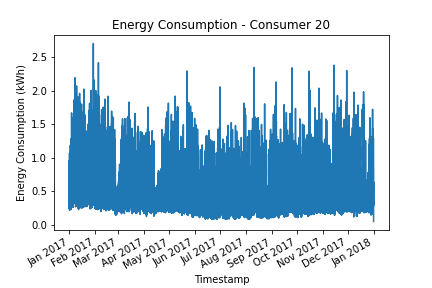 Energy Consumption - Consumer 20
Energy Consumption (kWh)
2.5
2.0
1.5
1.0
0.5
0.0
Jan 2017
Feb 2017
Mar 2017
Apr 2017
May 2017
Jun 2017
Jul 2017
Aug 2017
Sep 2017
Oct 2017
Nov 2017
Dec 2017
Jan 2018
Timestamp